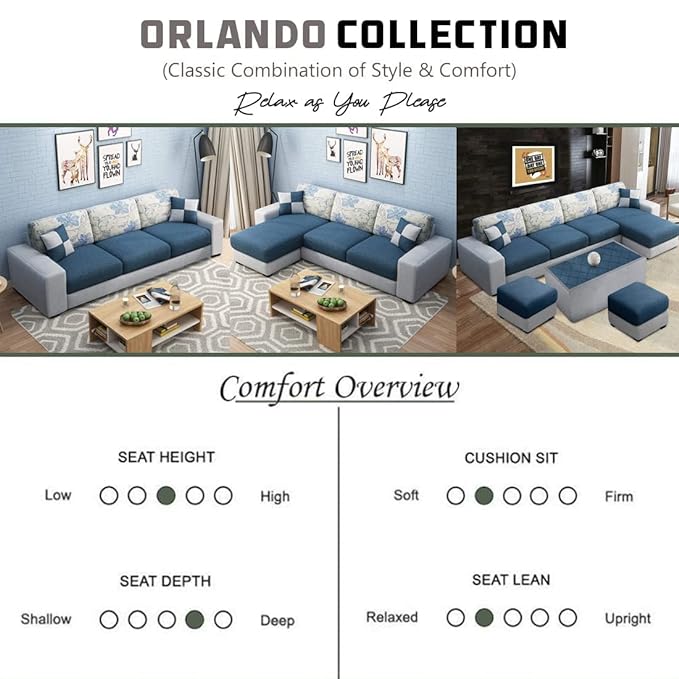 ORLANDO COLLECTION
(Classic Combination of Style & Comfort)
Relax as You Please
Comfort Overview
SEAT HEIGHT
Low High
CUSHION SIT
Soft Firm
SEAT DEPTH
Shallow Deep
SEAT LEAN
Relaxed Upright